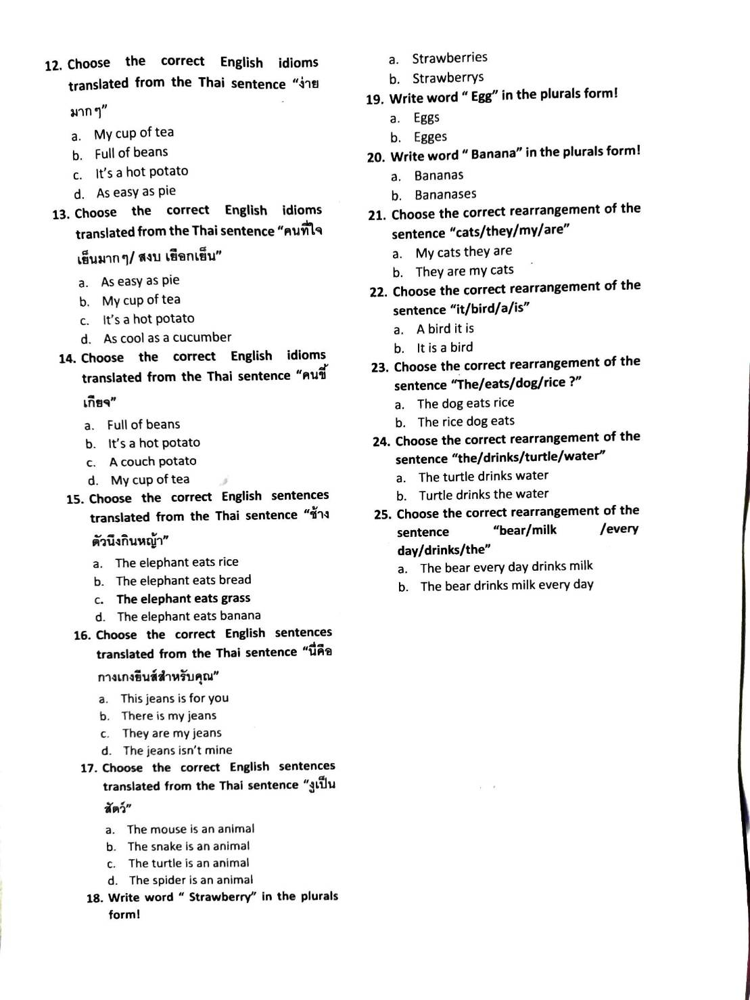 12. Choose the correct English idioms
translated from the Thai sentence “ง่าย
มาก ๆ”
a. My cup of tea
b. Full of beans
c. It’s a hot potato
d. As easy as pie
13. Choose the correct English idioms
translated from the Thai sentence “คนที่ใจ
เย็นมาก ๆ/ สงบ เยือกเย็น”
a. As easy as pie
b. My cup of tea
c. It’s a hot potato
d. As cool as a cucumber
14. Choose the correct English idioms
translated from the Thai sentence “คนขี้
เกียจ”
a. Full of beans
b. It’s a hot potato
c. A couch potato
d. My cup of tea
15. Choose the correct English sentences
translated from the Thai sentence “ช้าง
ตัวนึงกินหญ้า”
a. The elephant eats rice
b. The elephant eats bread
c. The elephant eats grass
d. The elephant eats banana
16. Choose the correct English sentences
translated from the Thai sentence “นี่คือ
กางเกงยีนส์สำหรับคุณ”
a. This jeans is for you
b. There is my jeans
c. They are my jeans
d. The jeans isn’t mine
17. Choose the correct English sentences
translated from the Thai sentence “งูเป็น
สัตว์”
a. The mouse is an animal
b. The snake is an animal
c. The turtle is an animal
d. The spider is an animal
18. Write word “ Strawberry” in the plurals
form!
a. Strawberries
b. Strawberrys
19. Write word “ Egg” in the plurals form!
a. Eggs
b. Egges
20. Write word “ Banana” in the plurals form!
a. Bananas
b. Bananases
21. Choose the correct rearrangement of the
sentence “cats/they/my/are”
a. My cats they are
b. They are my cats
22. Choose the correct rearrangement of the
sentence “it/bird/a/is”
a. A bird it is
b. It is a bird
23. Choose the correct rearrangement of the
sentence “The/eats/dog/rice ?”
a. The dog eats rice
b. The rice dog eats
24. Choose the correct rearrangement of the
sentence “the/drinks/turtle/water”
a. The turtle drinks water
b. Turtle drinks the water
25. Choose the correct rearrangement of the
sentence “bear/milk /every
day/drinks/the”
a. The bear every day drinks milk
b. The bear drinks milk every day